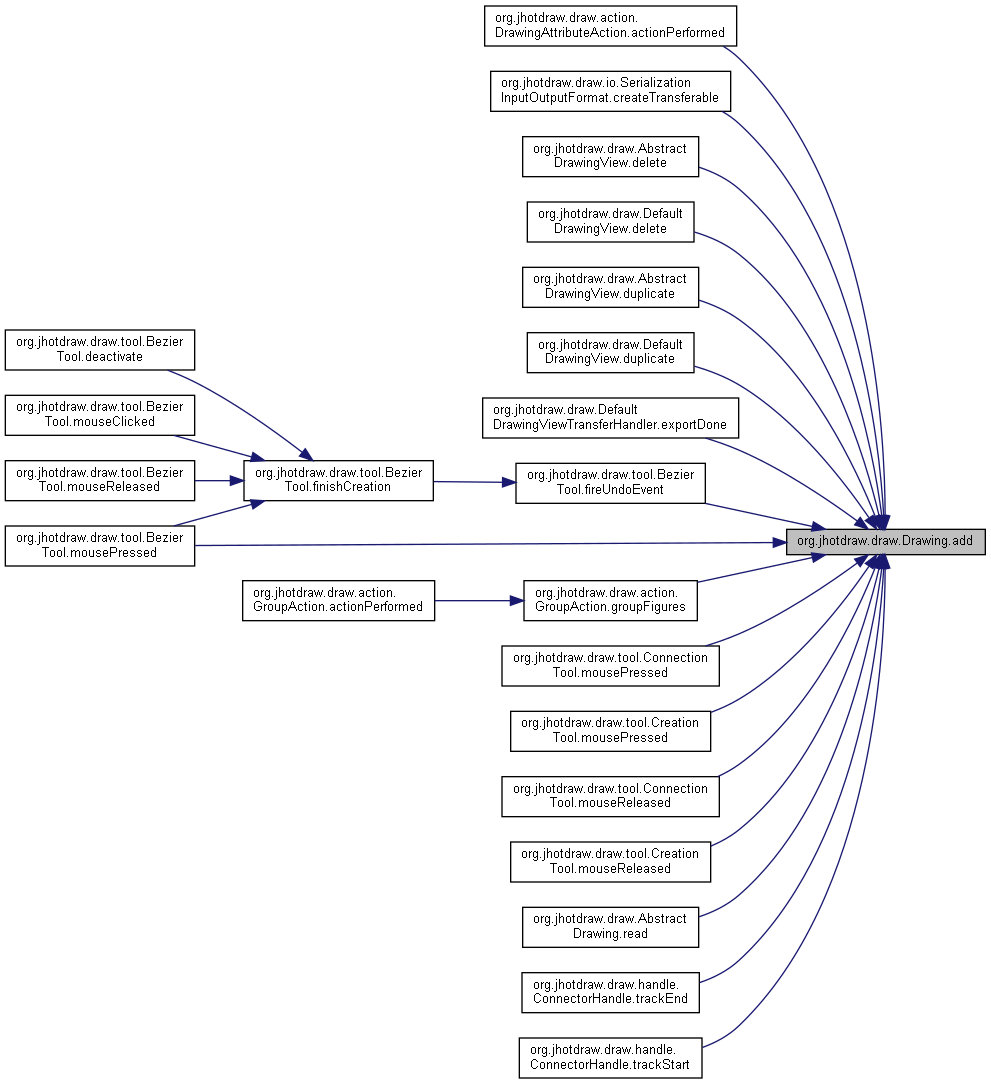 org.jhotdraw.draw.action.
DrawingAttributeAction.actionPerformed
org.jhotdraw.draw.io.Serialization
InputOutputFormat.createTransferable
org.jhotdraw.draw.Abstract
DrawingView.delete
org.jhotdraw.draw.Default
DrawingView.delete
org.jhotdraw.draw.Abstract
DrawingView.duplicate
org.jhotdraw.draw.Default
DrawingView.duplicate
org.jhotdraw.draw.tool.Bezier
Tool.deactivate
org.jhotdraw.draw.tool.Bezier
Tool.mouseClicked
org.jhotdraw.draw.Default
DrawingViewTransferHandler.exportDone
org.jhotdraw.draw.tool.Bezier
Tool.mouseReleased
org.jhotdraw.draw.tool.Bezier
Tool.finishCreation
org.jhotdraw.draw.tool.Bezier
Tool.fireUndoEvent
org.jhotdraw.draw.tool.Bezier
Tool.mousePressed
org.jhotdraw.draw.Drawing.add
org.jhotdraw.draw.action.
GroupAction.actionPerformed
org.jhotdraw.draw.action.
GroupAction.groupFigures
org.jhotdraw.draw.tool.Connection
Tool.mousePressed
org.jhotdraw.draw.tool.Creation
Tool.mousePressed
org.jhotdraw.draw.tool.Connection
Tool.mouseReleased
org.jhotdraw.draw.tool.Creation
Tool.mouseReleased
org.jhotdraw.draw.Abstract
Drawing.read
org.jhotdraw.draw.handle.
ConnectorHandle.trackEnd
org.jhotdraw.draw.handle.
ConnectorHandle.trackStart